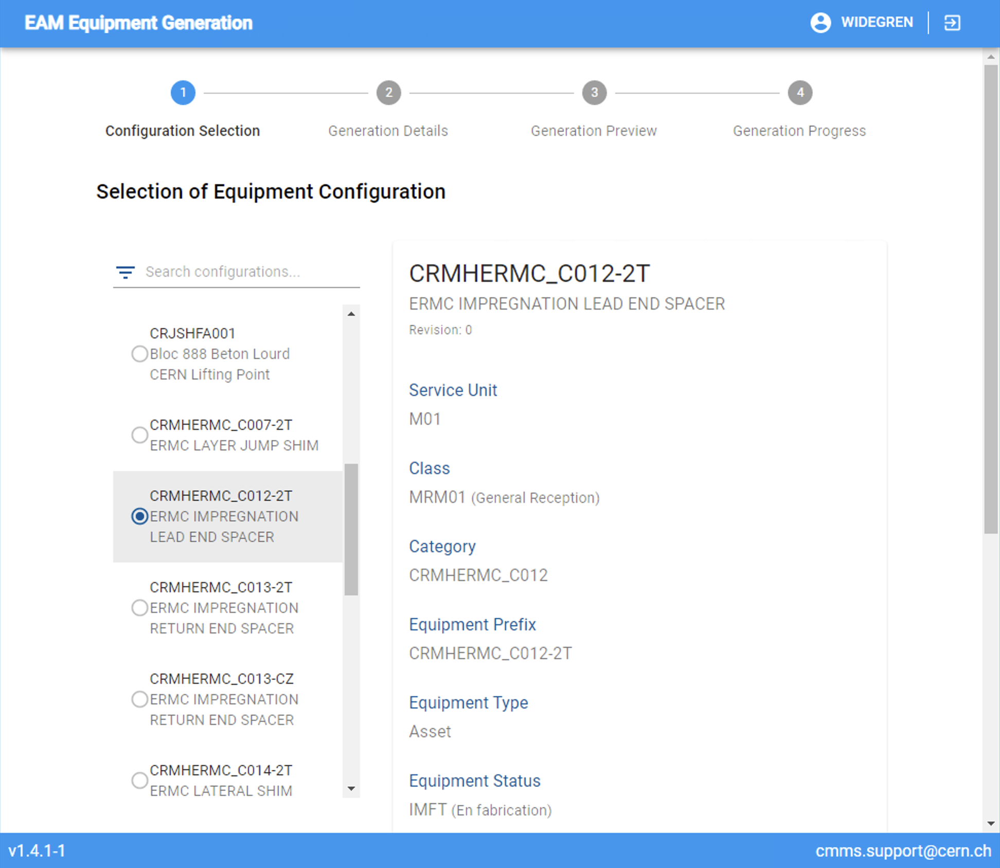 EAM Equipment Generation
WIDEGREN
1
2
3
4
Configuration Selection
Generation Details
Generation Preview
Generation Progress
Selection of Equipment Configuration
Search configurations...
CRJSHFA001
Bloc 888 Beton Lourd
CERN Lifting Point
CRMHERMC_C007-2T
ERMC LAYER JUMP SHIM
CRMHERMC_C012-2T
ERMC IMPREGNATION
LEAD END SPACER
CRMHERMC_C013-2T
ERMC IMPREGNATION
RETURN END SPACER
CRMHERMC_C013-CZ
ERMC IMPREGNATION
RETURN END SPACER
CRMHERMC_C014-2T
ERMC LATERAL SHIM
CRMHERMC_C012-2T
ERMC IMPREGNATION LEAD END SPACER
Revision: 0
Service Unit
M01
Class
MRM01 (General Reception)
Category
CRMHERMC_C012
Equipment Prefix
CRMHERMC_C012-2T
Equipment Type
Asset
Equipment Status
IMFT (En fabrication)
v1.4.1-1
cmms.support@cern.ch